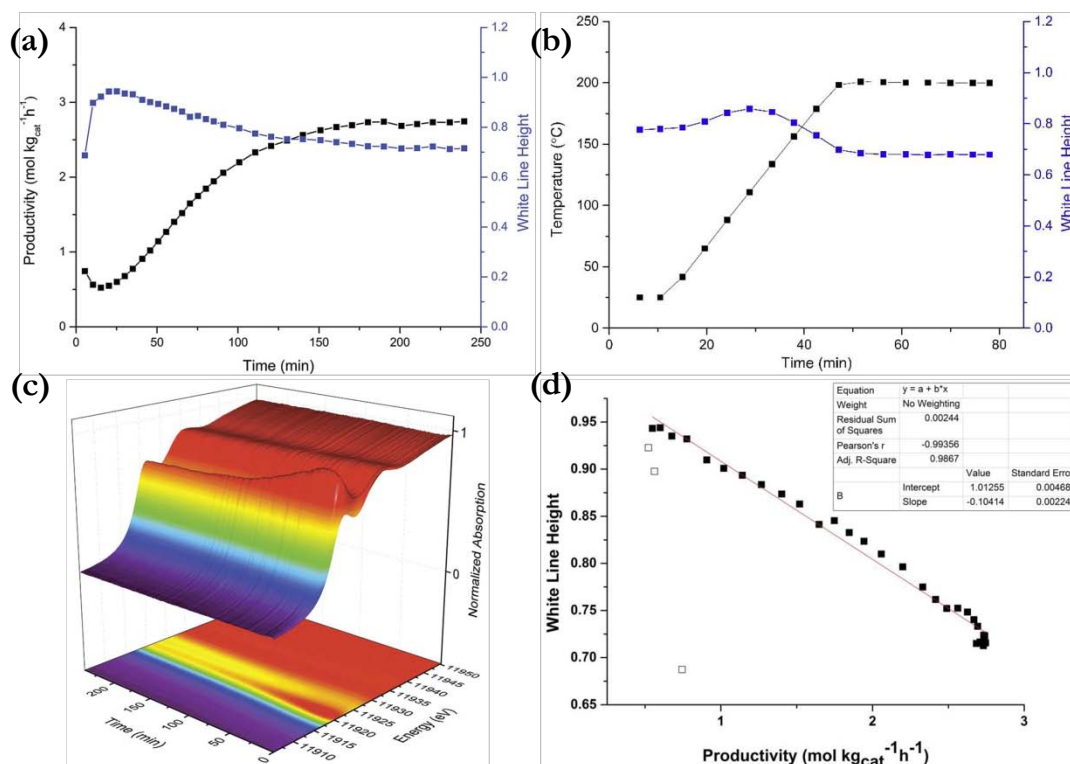 (a)
4
3
2
1
0
Productivity (mol kgcat⁻¹h⁻¹)
1.2
1.0
0.8
0.6
0.4
0.2
0.0
White Line Height
0 50 100 150 200 250
Time (min)
(b)
250
200
150
100
50
25
0
Temperature (°C)
1.2
1.0
0.8
0.6
0.4
0.2
0.0
White Line Height
0 20 40 60 80
Time (min)
(c)
1
0
Normalized Absorption
200 150 100 50 0
Time (min)
11950
11945
11940
11935
11930
11925
11920
11915
11910
Energy (eV)
(d)
0.95
0.90
0.85
0.80
0.75
0.70
0.65
White Line Height
Equation y = a + b*x
Weight No Weighting
Residual Sum of Squares 0.00244
Pearson's r -0.99356
Adj. R-Square 0.9867
Value Standard Erro
B Intercept 1.01255 0.00468
Slope -0.10414 0.00224
1 2 3
Productivity (mol kgcat⁻¹h⁻¹)